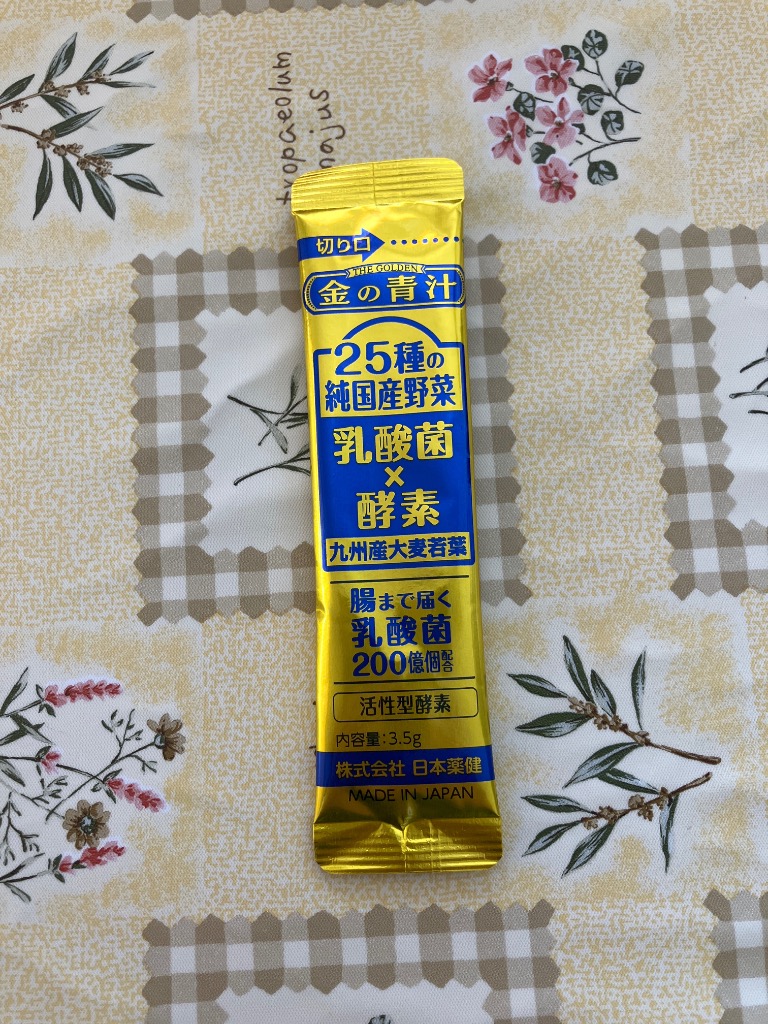 tropaeolum
majus
切り口
THE GOLDEN
金の青汁
25種の
純国産野菜
乳酸菌
×
酵素
九州産大麦若葉
腸まで届く
乳酸菌
200億個配合
活性型酵素
内容量:3.5g
株式会社 日本薬健
MADE IN JAPAN